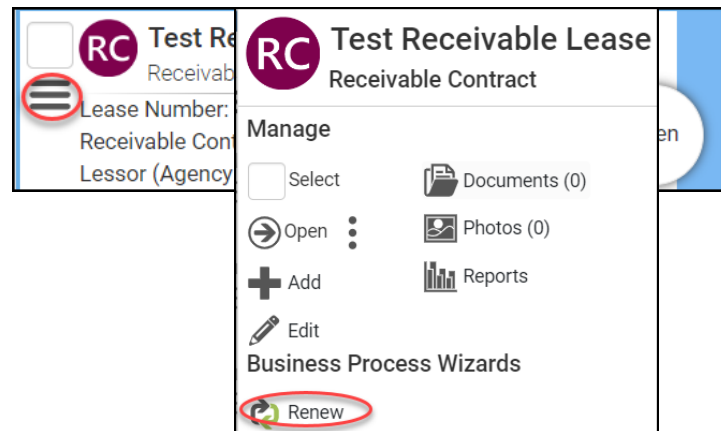 RC Test Re
Receivab
Lease Number:
Receivable Cont
Lessor (Agency
RC Test Receivable Lease
Receivable Contract
Manage
Select
Documents (0)
Open
Photos (0)
Add
Reports
Edit
Business Process Wizards
Renew
en